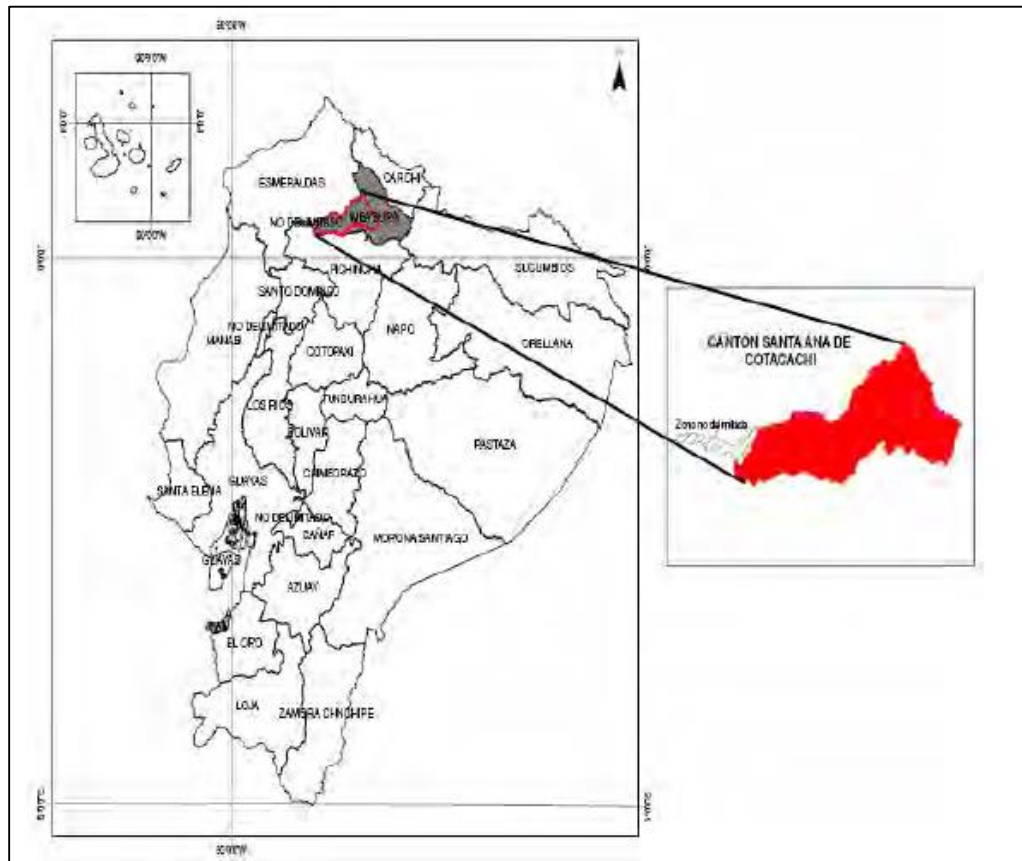 ESMERALDAS
CARCHI
IMBABURA
PICHINCHA
SUCUMBIOS
SANTO DOMINGO
NO DELIMITADO
MANABI
NAPO
ORELLANA
COTOPAXI
TUNGURAHUA
LOS RIOS
BOLIVAR
PASTAZA
CHIMBORAZO
GUAYAS
SANTA ELENA
NO DELIMITADO
CAÑAR
MORONA SANTIAGO
GUAYAS
AZUAY
EL ORO
LOJA
ZAMORA CHINCHIPE
CANTÓN SANTA ANA DE
COTACACHI
Zona no delimitada